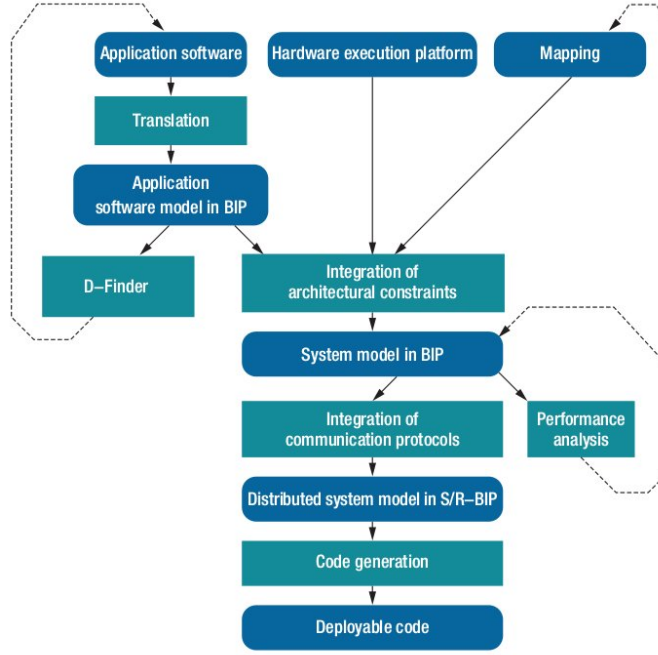 Application software
Hardware execution platform
Mapping
Translation
Application
software model in BIP
D–Finder
Integration of
architectural constraints
System model in BIP
Integration of
communication protocols
Performance
analysis
Distributed system model in S/R–BIP
Code generation
Deployable code